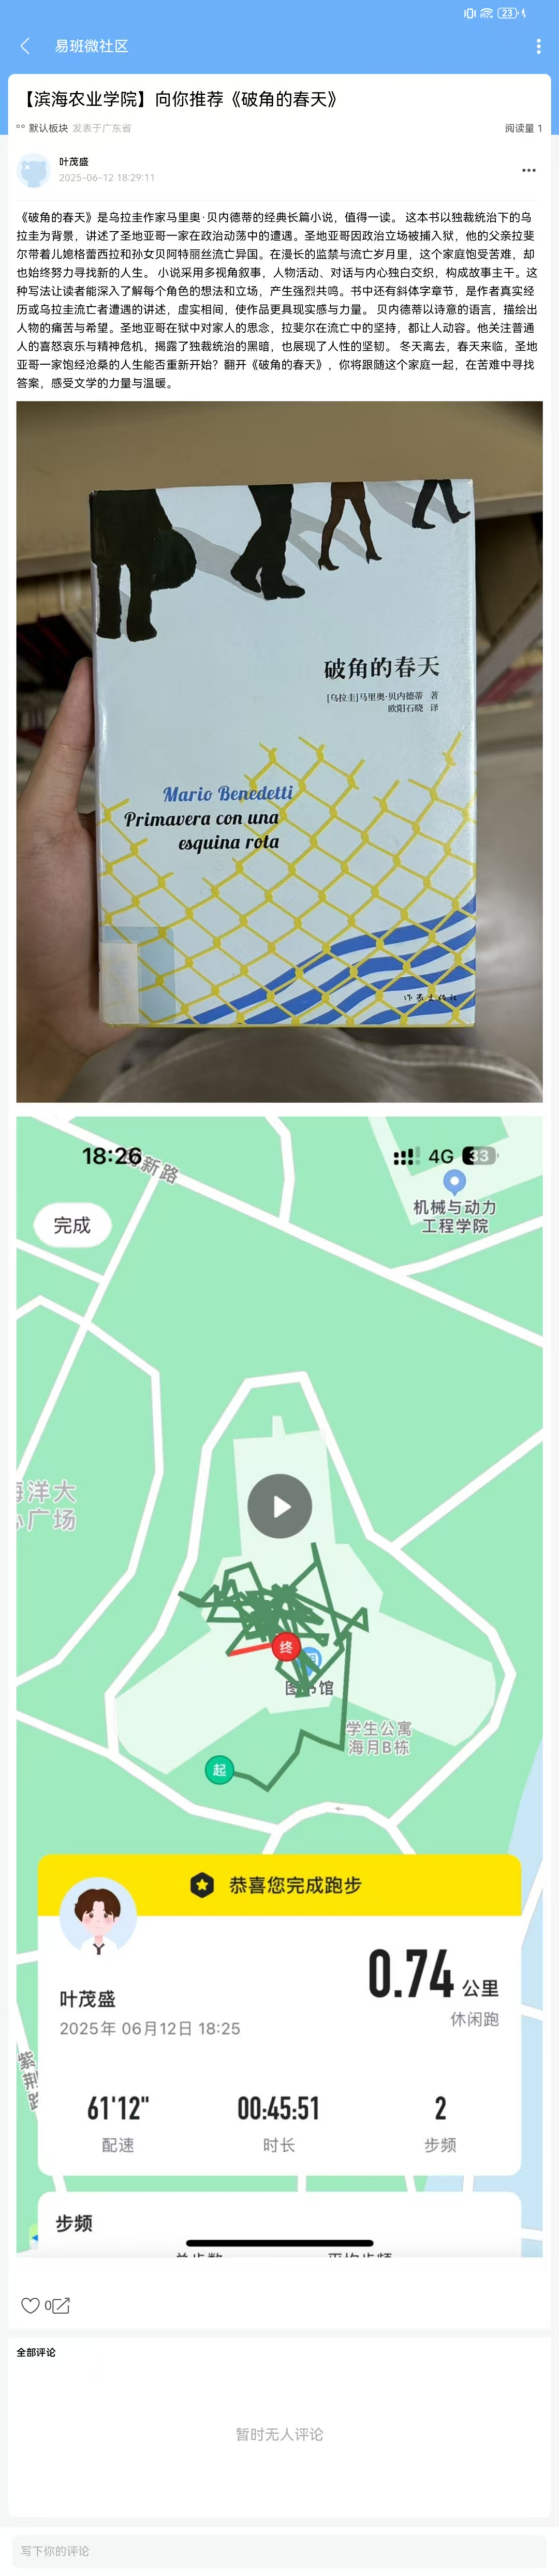 23
易班微社区
【滨海农业学院】向你推荐《破角的春天》
默认板块 发表于广东省
阅读量 1
叶茂盛
2025-06-12 18:29:11
《破角的春天》是乌拉圭作家马里奥·贝内德蒂的经典长篇小说，值得一读。 这本书以独裁统治下的乌
拉圭为背景，讲述了圣地亚哥一家在政治动荡中的遭遇。圣地亚哥因政治立场被捕入狱，他的父亲拉斐
尔带着儿媳格蕾西拉和孙女贝阿特丽丝流亡异国。在漫长的监禁与流亡岁月里，这个家庭饱受苦难，却
也始终努力寻找新的人生。 小说采用多视角叙事，人物活动、对话与内心独白交织，构成故事主干。这
种写法让读者能深入了解每个角色的想法和立场，产生强烈共鸣。书中还有斜体字章节，是作者真实经
历或乌拉圭流亡者遭遇的讲述，虚实相间，使作品更具现实感与力量。 贝内德蒂以诗意的语言，描绘出
人物的痛苦与希望。圣地亚哥在狱中对家人的思念，拉斐尔在流亡中的坚持，都让人动容。他关注普通
人的喜怒哀乐与精神危机，揭露了独裁统治的黑暗，也展现了人性的坚韧。 冬天离去，春天来临，圣地
亚哥一家饱经沧桑的人生能否重新开始？翻开《破角的春天》，你将跟随这个家庭一起，在苦难中寻找
答案，感受文学的力量与温暖。
破角的春天
[乌拉圭]马里奥·贝内德蒂 著
欧阳石晓 译
Mario Benedetti
Primavera con una
esquina rota
作家出版社
18:26
新路
4G 33
完成
机械与动力
工程学院
海洋大
心广场
终
图书馆
学生公寓
海月B栋
起
恭喜您完成跑步
0.74 公里
叶茂盛
休闲跑
2025年 06月12日 18:25
紫荆路
61'12" 00:45:51 2
配速 时长 步频
步频
总步数 平均步频
0
全部评论
暂时无人评论
写下你的评论